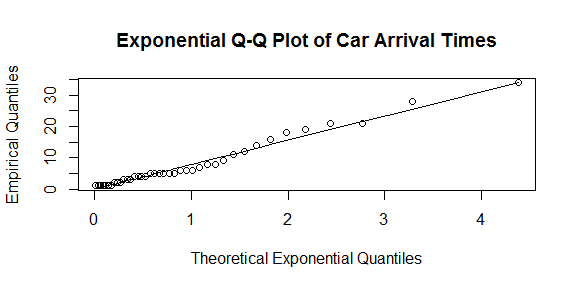 Exponential Q-Q Plot of Car Arrival Times
Empirical Quantiles
30
20
10
0
0 1 2 3 4
Theoretical Exponential Quantiles